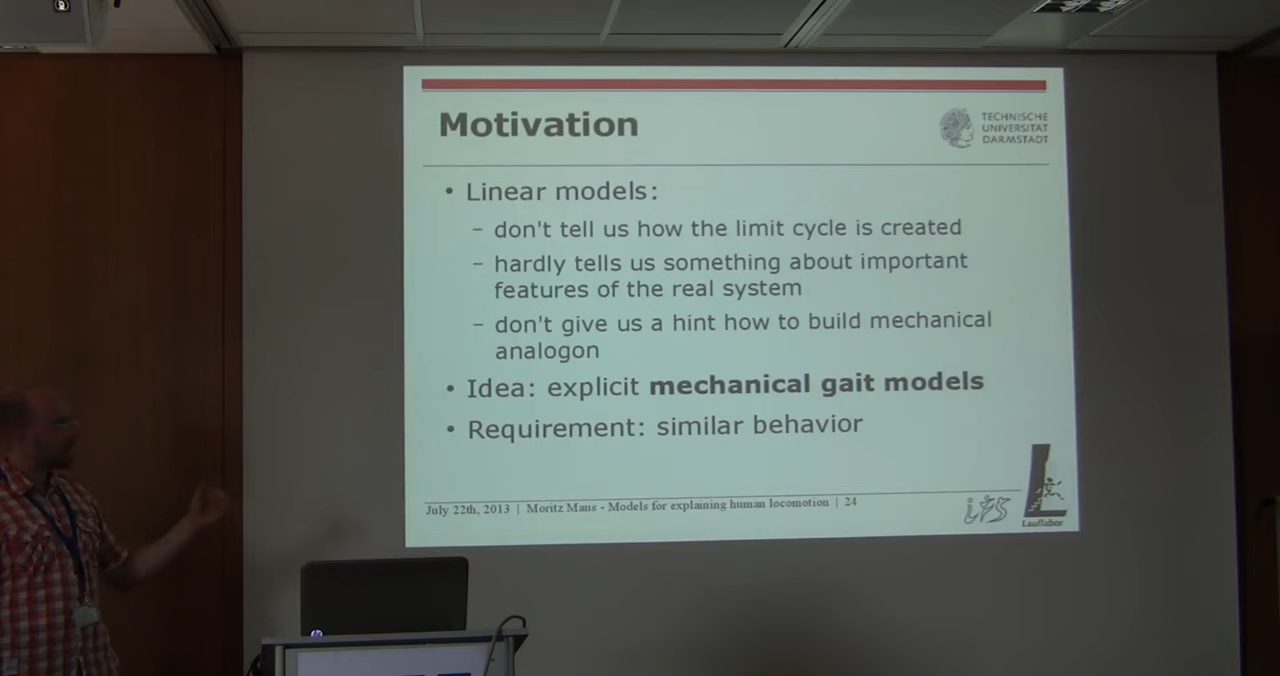 Motivation
TECHNISCHE
UNIVERSITÄT
DARMSTADT
• Linear models:
– don't tell us how the limit cycle is created
– hardly tells us something about important
features of the real system
– don't give us a hint how to build mechanical
analogon
• Idea: explicit mechanical gait models
• Requirement: similar behavior
July 22th, 2013 | Moritz Maus - Models for explaining human locomotion | 24
Lauflabor
hp